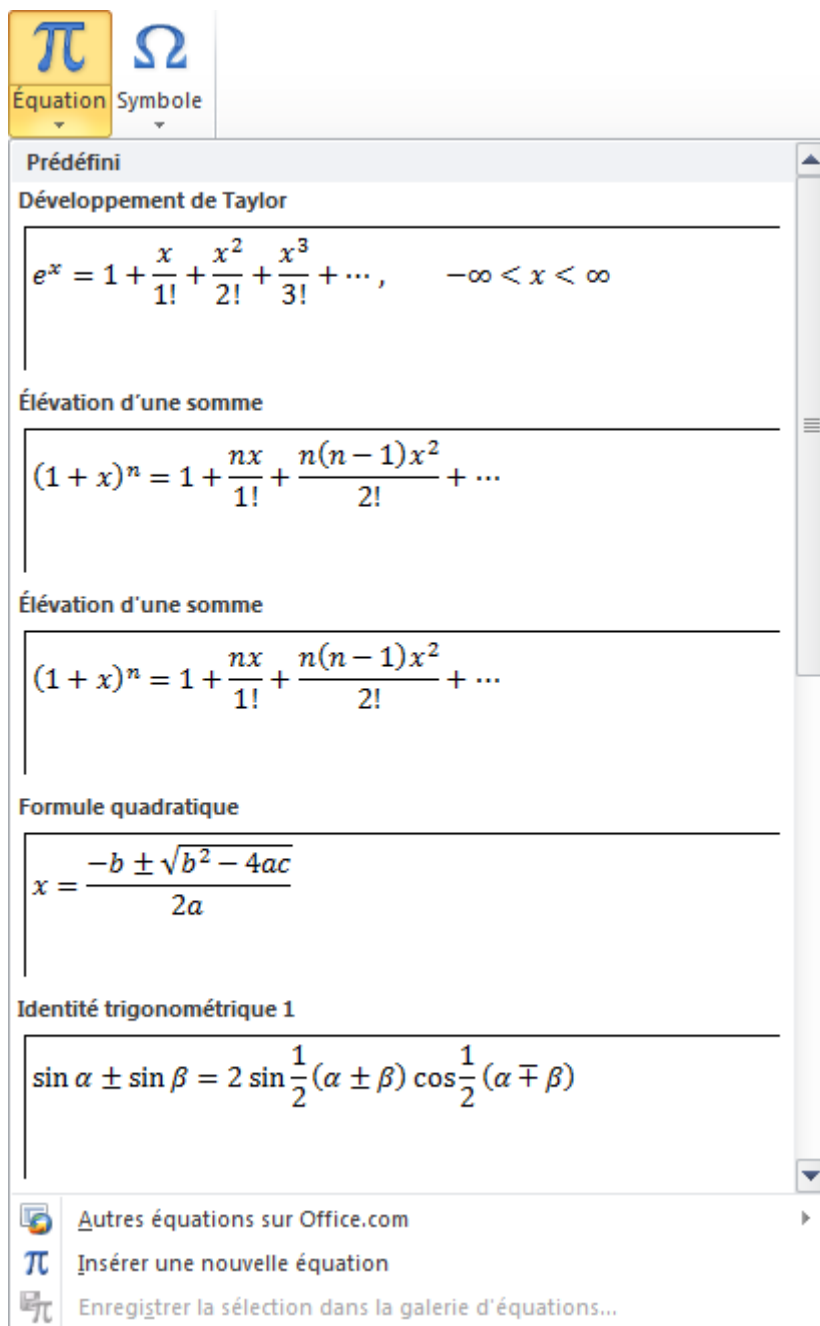 π Ω
Équation Symbole
Prédéfini
Développement de Taylor
e^x = 1 + x/1! + x^2/2! + x^3/3! + ⋯ , −∞ < x < ∞
Élévation d'une somme
(1 + x)^n = 1 + nx/1! + n(n − 1)x^2/2! + ⋯
Élévation d'une somme
(1 + x)^n = 1 + nx/1! + n(n − 1)x^2/2! + ⋯
Formule quadratique
x = (−b ± √(b^2 − 4ac))/2a
Identité trigonométrique 1
sin α ± sin β = 2 sin 1/2 (α ± β) cos 1/2 (α ∓ β)
Autres équations sur Office.com
π Insérer une nouvelle équation
π Enregistrer la sélection dans la galerie d'équations...